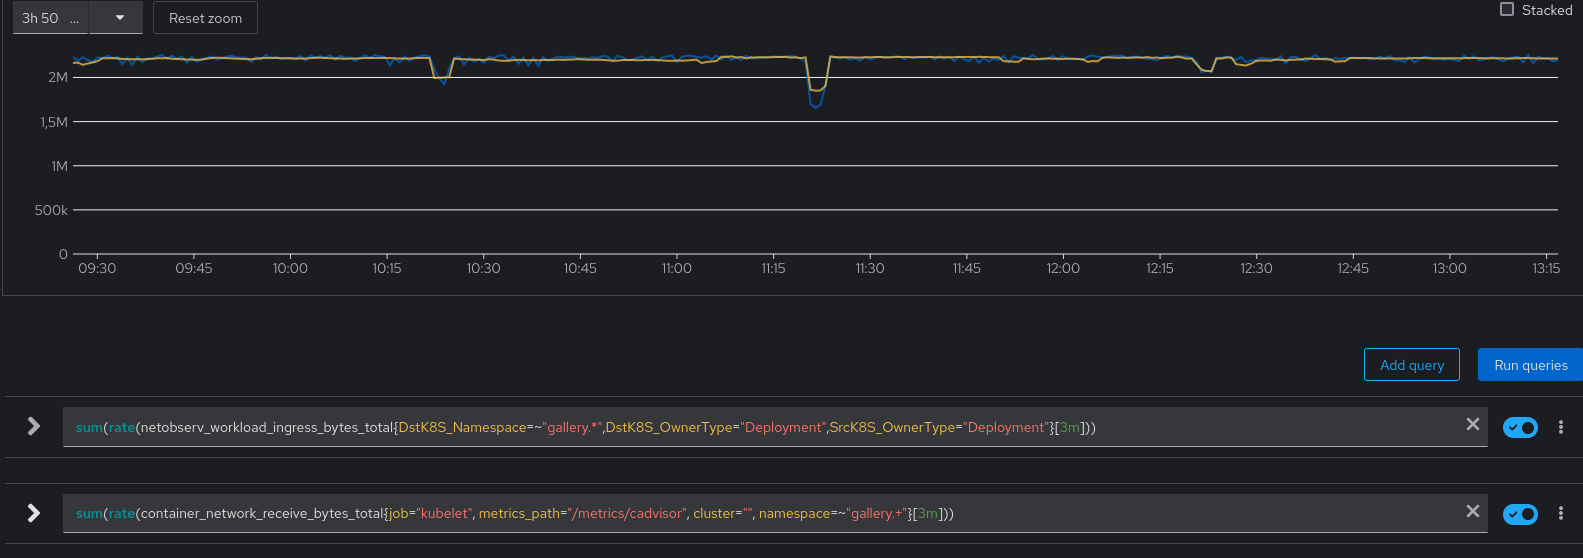 3h 50 ...
Reset zoom
Stacked
2M
1,5M
1M
500k
0
09:30 09:45 10:00 10:15 10:30 10:45 11:00 11:15 11:30 11:45 12:00 12:15 12:30 12:45 13:00 13:15
Add query
Run queries
sum(rate(netobserv_workload_ingress_bytes_total{DstK8S_Namespace=~"gallery.*",DstK8S_OwnerType="Deployment",SrcK8S_OwnerType="Deployment"}[3m]))
sum(rate(container_network_receive_bytes_total{job="kubelet", metrics_path="/metrics/cadvisor", cluster="", namespace=~"gallery.+"}[3m]))